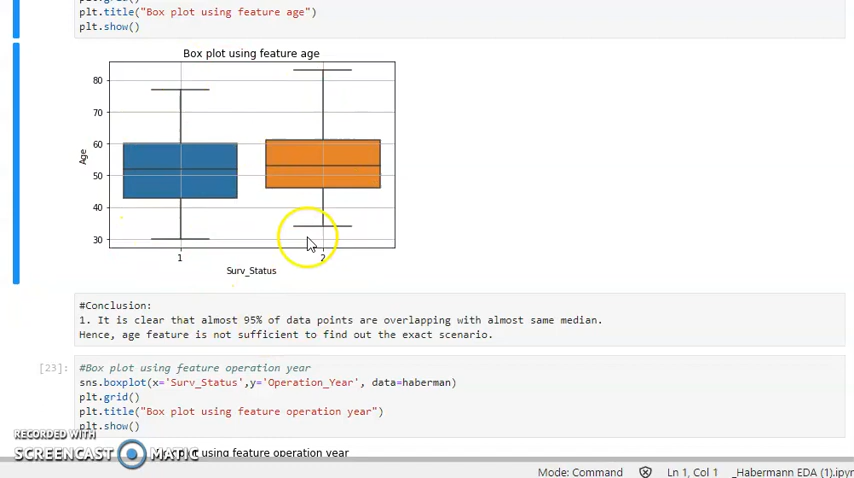 plt.title("Box plot using feature age")
plt.show()
Box plot using feature age
80
70
60
50
40
30
Age
1
2
Surv_Status
#Conclusion:
1. It is clear that almost 95% of data points are overlapping with almost same median.
Hence, age feature is not sufficient to find out the exact scenario.
[23]:
#Box plot using feature operation year
sns.boxplot(x='Surv_Status',y='Operation_Year', data=haberman)
plt.grid()
plt.title("Box plot using feature operation year")
plt.show()
RECORDED WITH
SCREENCAST MATIC
using feature operation year
Mode: Command
Ln 1, Col 1
_Habermann EDA (1).ipyn